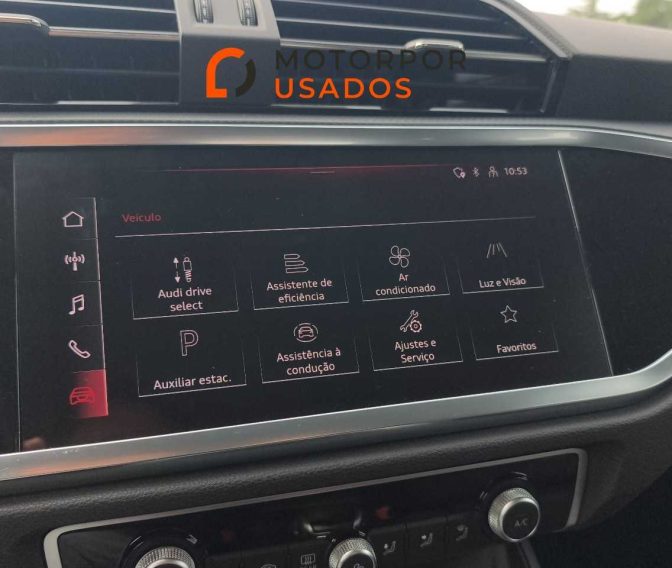 MOTORPOR
USADOS
10:53
Veículo
Audi drive
select
Assistente de
eficiência
Ar
condicionado
Luz e Visão
P
Auxiliar estac.
Assistência à
condução
Ajustes e
Serviço
Favoritos
A/C